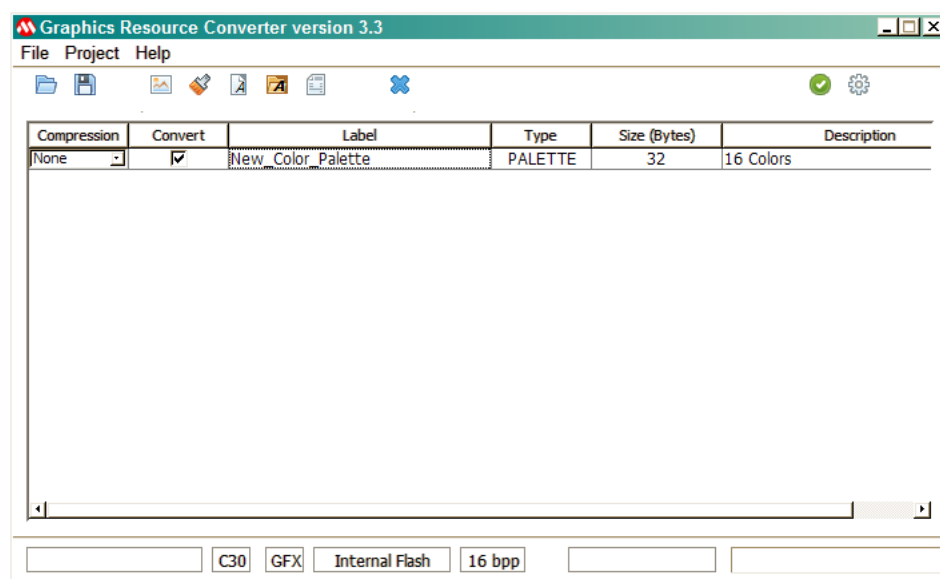 Graphics Resource Converter version 3.3
File Project Help
Compression Convert Label Type Size (Bytes) Description
None New_Color_Palette PALETTE 32 16 Colors
C30 GFX Internal Flash 16 bpp